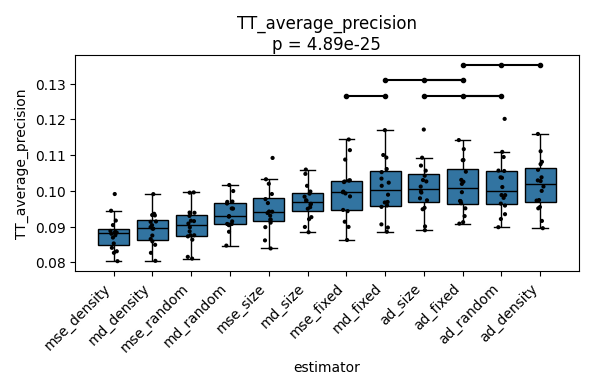 TT_average_precision
p = 4.89e-25
TT_average_precision
0.13
0.12
0.11
0.10
0.09
0.08
mse_density
md_density
mse_random
md_random
mse_size
md_size
mse_fixed
md_fixed
ad_size
ad_fixed
ad_random
ad_density
estimator